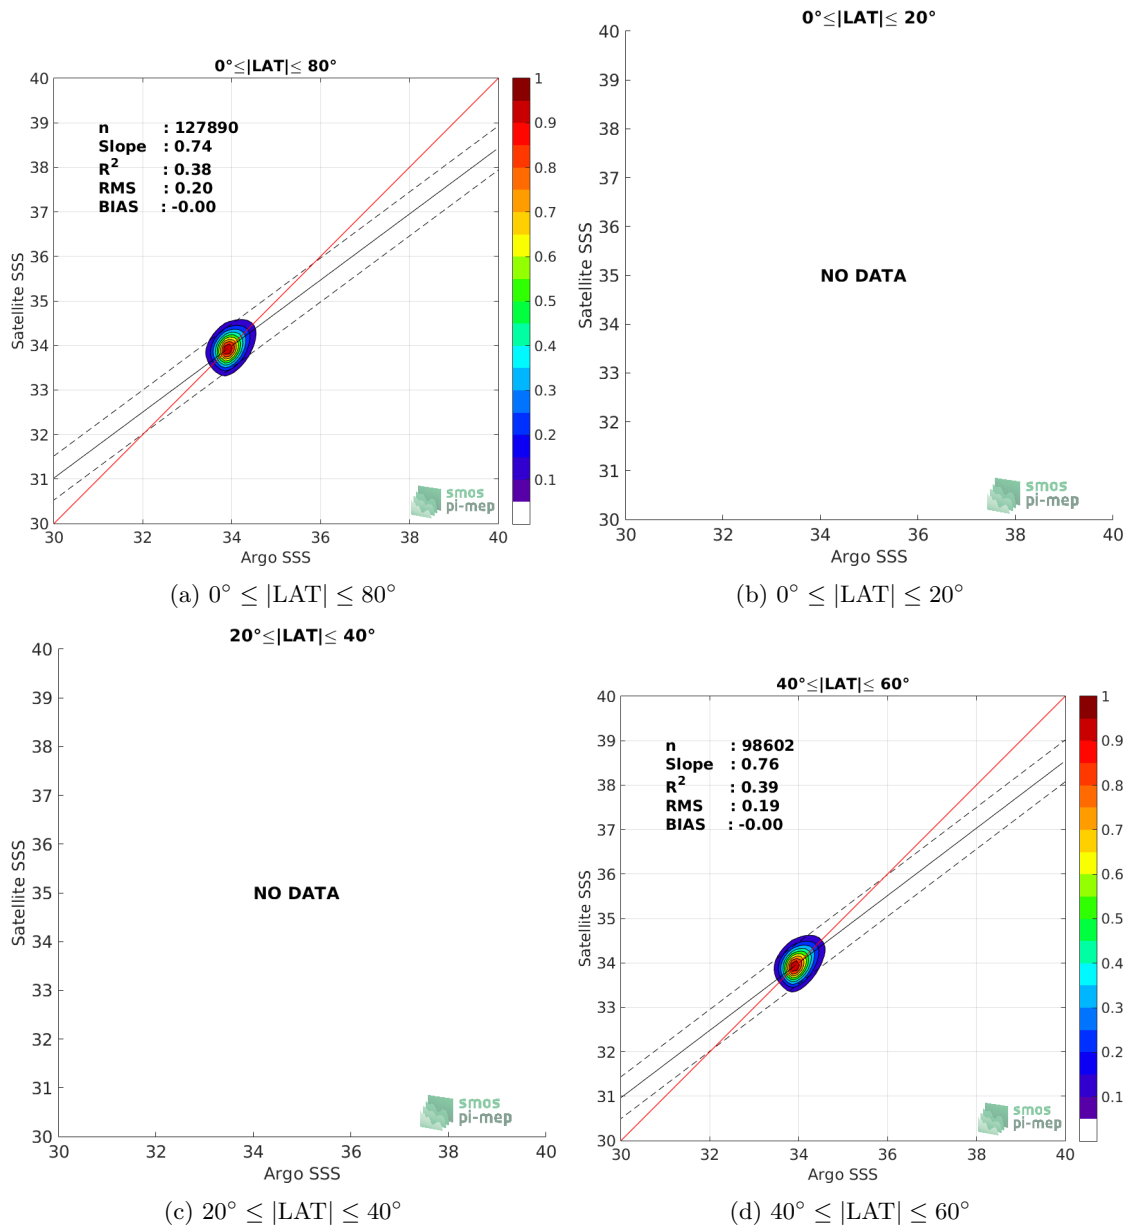 0°≤|LAT|≤ 80°
40
39
38
37
36
35
34
33
32
31
30
Satellite SSS
n : 127890
Slope : 0.74
R² : 0.38
RMS : 0.20
BIAS : -0.00
smos
pi-mep
30 32 34 36 38 40
Argo SSS
1
0.9
0.8
0.7
0.6
0.5
0.4
0.3
0.2
0.1
(a) 0° ≤ |LAT| ≤ 80°
0°≤|LAT|≤ 20°
40
39
38
37
36
35
34
33
32
31
30
Satellite SSS
NO DATA
smos
pi-mep
30 32 34 36 38 40
Argo SSS
(b) 0° ≤ |LAT| ≤ 20°
20°≤|LAT|≤ 40°
40
39
38
37
36
35
34
33
32
31
30
Satellite SSS
NO DATA
smos
pi-mep
30 32 34 36 38 40
Argo SSS
(c) 20° ≤ |LAT| ≤ 40°
40°≤|LAT|≤ 60°
40
39
38
37
36
35
34
33
32
31
30
Satellite SSS
n : 98602
Slope : 0.76
R² : 0.39
RMS : 0.19
BIAS : -0.00
smos
pi-mep
30 32 34 36 38 40
Argo SSS
1
0.9
0.8
0.7
0.6
0.5
0.4
0.3
0.2
0.1
(d) 40° ≤ |LAT| ≤ 60°